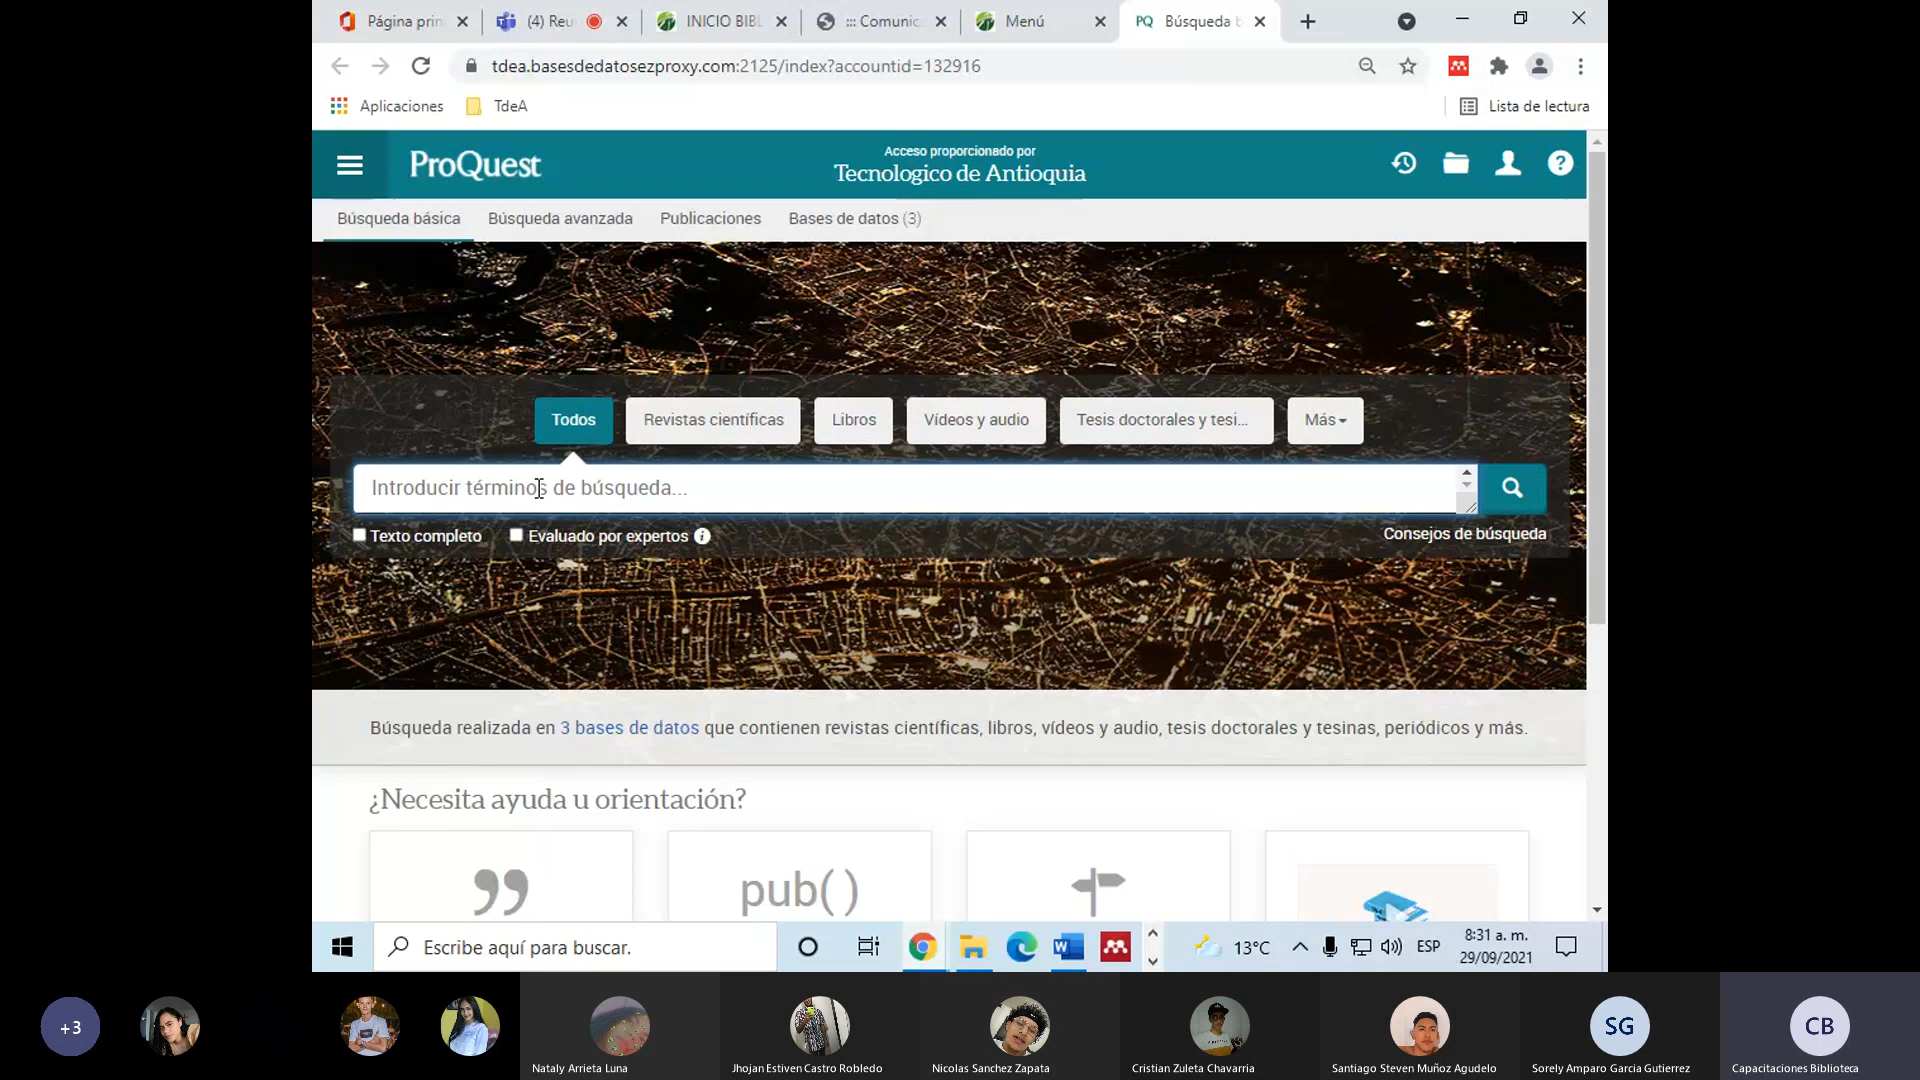 Página prin
(4) Reu
INICIO BIBL
::: Comunic
Menú
PQ Búsqueda b
tdea.basesdedatosezproxy.com:2125/index?accountid=132916
Aplicaciones
TdeA
Lista de lectura
ProQuest
Acceso proporcionado por
Tecnologico de Antioquia
Búsqueda básica
Búsqueda avanzada
Publicaciones
Bases de datos (3)
Todos
Revistas científicas
Libros
Vídeos y audio
Tesis doctorales y tesi...
Más
Introducir términos de búsqueda...
Texto completo
Evaluado por expertos
Consejos de búsqueda
Búsqueda realizada en 3 bases de datos que contienen revistas científicas, libros, vídeos y audio, tesis doctorales y tesinas, periódicos y más.
¿Necesita ayuda u orientación?
pub()
Escribe aquí para buscar.
13°C
ESP
8:31 a. m.
29/09/2021
+3
SG
CB
Nataly Arrieta Luna
Jhojan Estiven Castro Robledo
Nicolas Sanchez Zapata
Cristian Zuleta Chavarria
Santiago Steven Muñoz Agudelo
Sorely Amparo Garcia Gutierrez
Capacitaciones Biblioteca